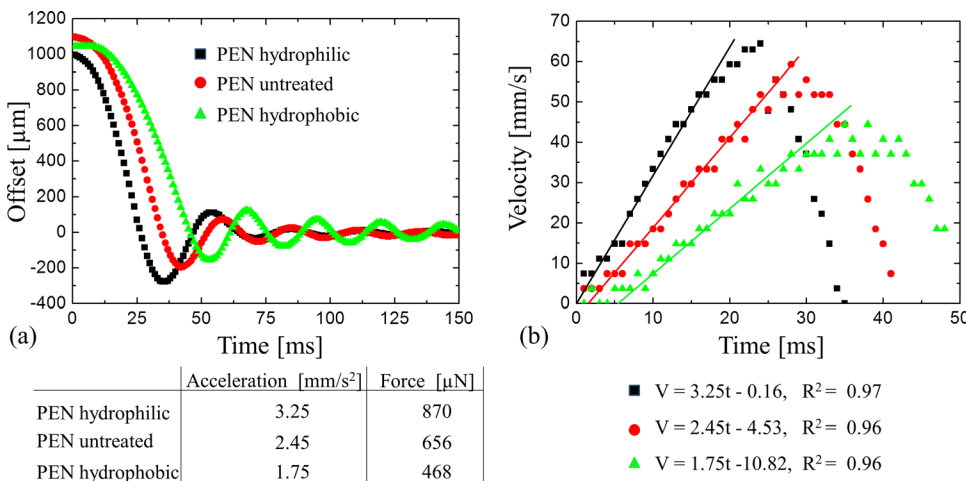 1200
1000
800
600
400
200
0
-200
-400
Offset [µm]
PEN hydrophilic
PEN untreated
PEN hydrophobic
0 25 50 75 100 125 150
Time [ms]
(a)
70
60
50
40
30
20
10
0
Velocity [mm/s]
0 10 20 30 40 50
Time [ms]
(b)
Acceleration [mm/s²] Force [µN]
PEN hydrophilic 3.25 870
PEN untreated 2.45 656
PEN hydrophobic 1.75 468
V = 3.25t - 0.16, R² = 0.97
V = 2.45t - 4.53, R² = 0.96
V = 1.75t -10.82, R² = 0.96